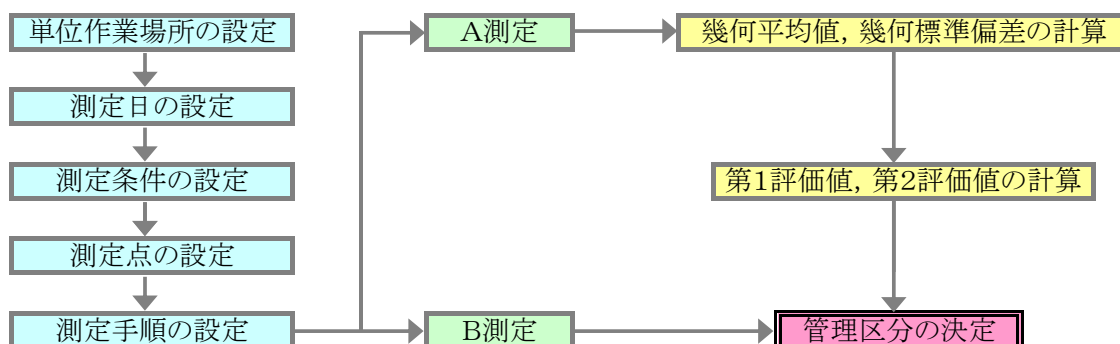 単位作業場所の設定
測定日の設定
測定条件の設定
測定点の設定
測定手順の設定
A測定
B測定
幾何平均値, 幾何標準偏差の計算
第1評価値, 第2評価値の計算
管理区分の決定